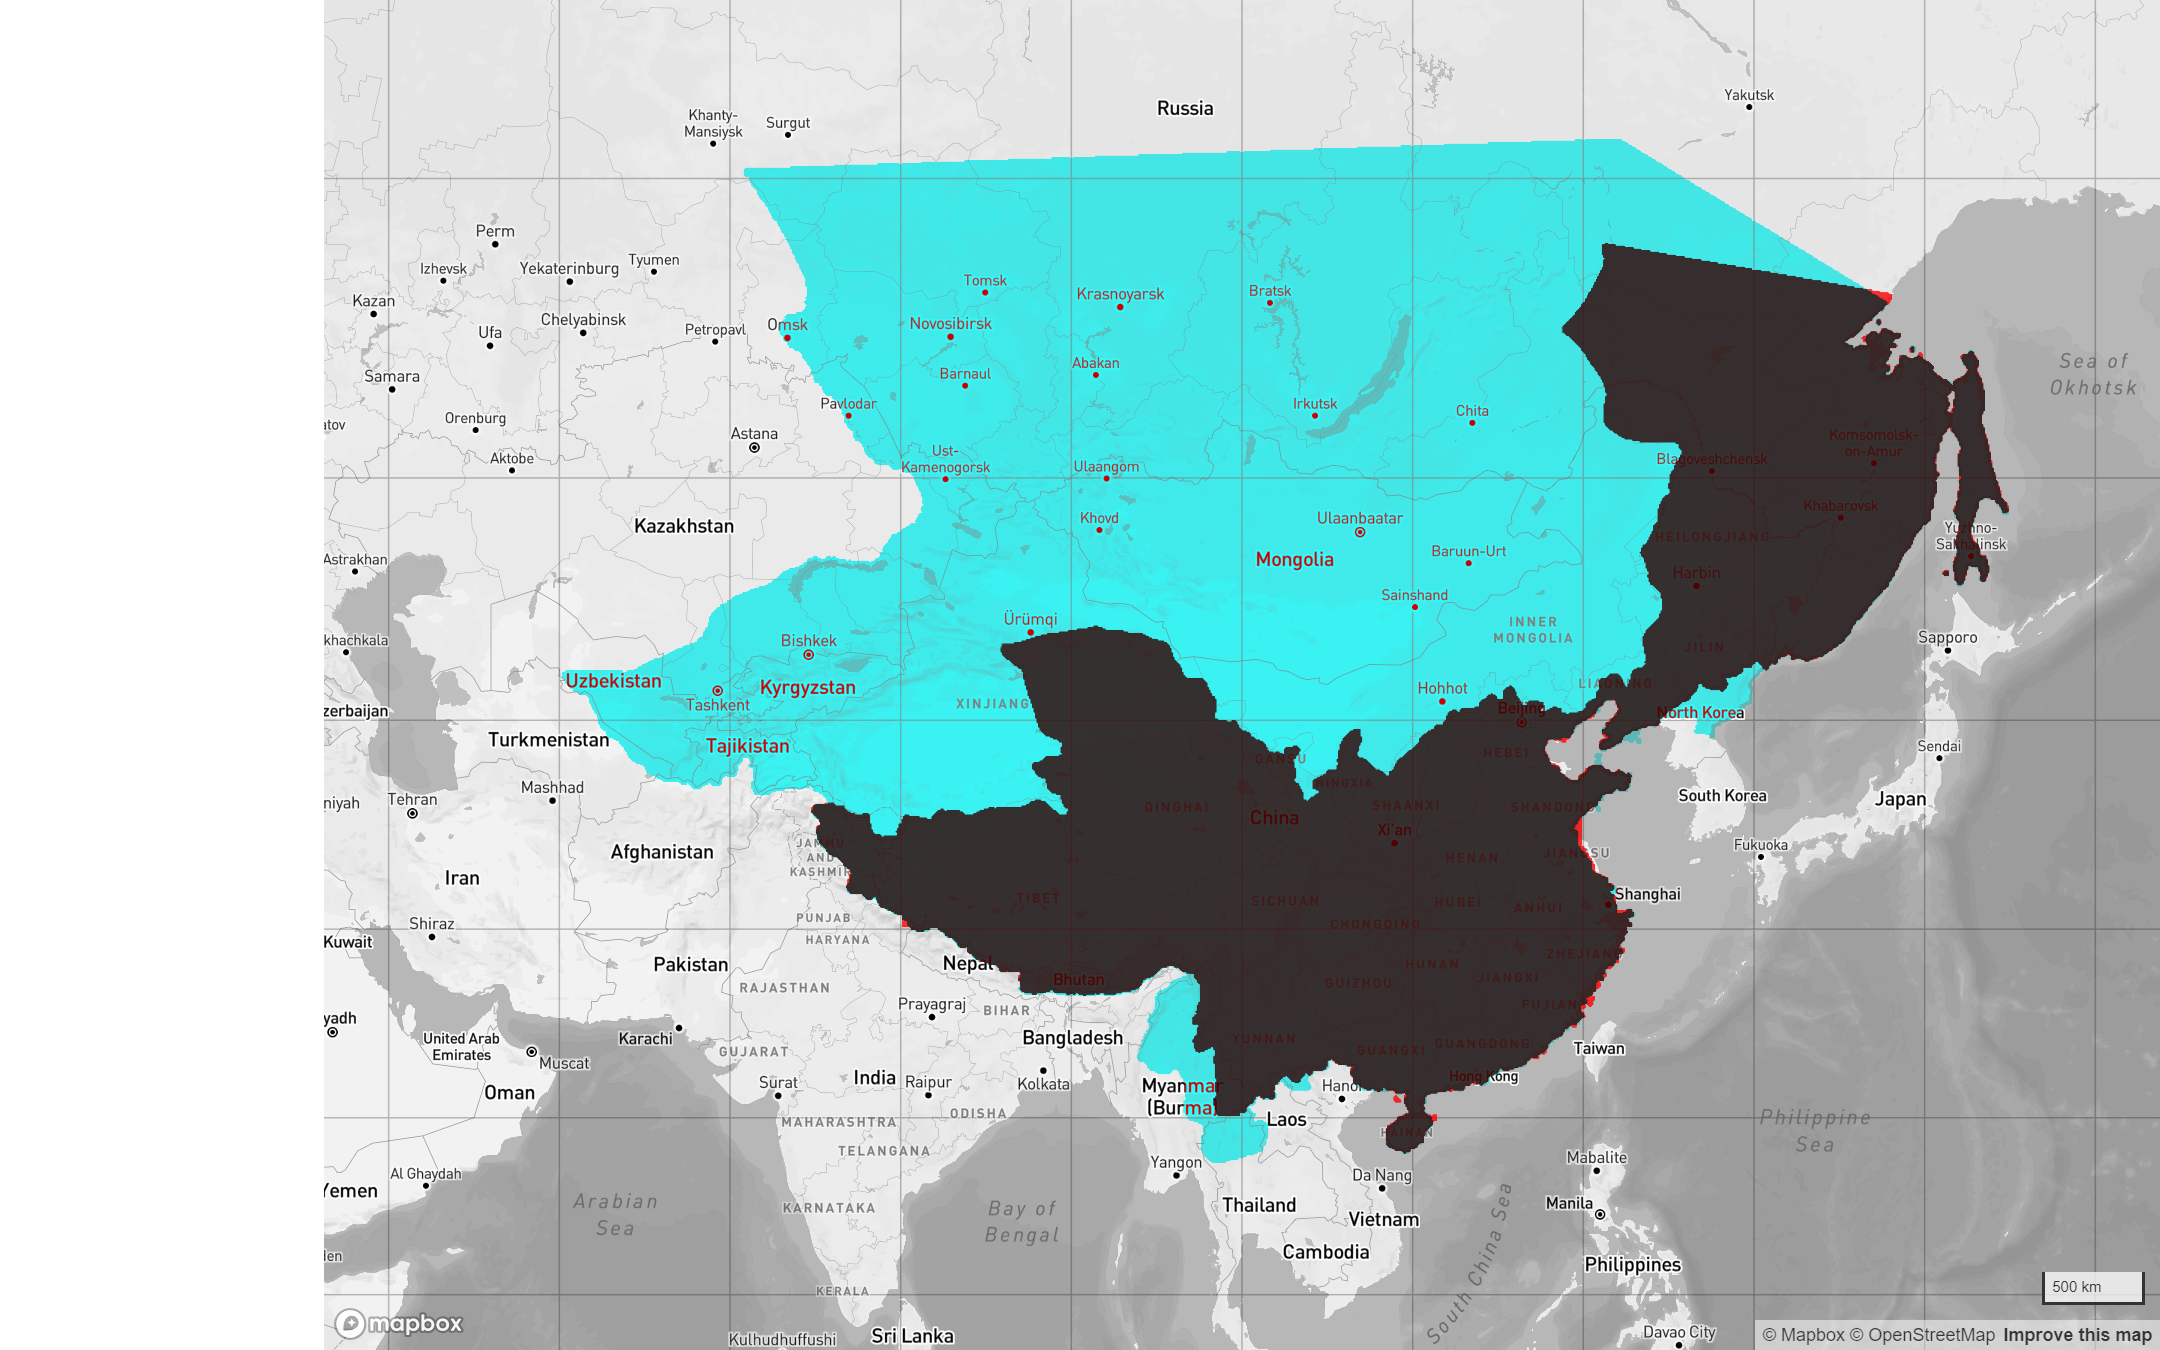 Russia
Yakutsk
Khanty-
Mansiysk
Surgut
Perm
Izhevsk
Yekaterinburg
Tyumen
Kazan
Chelyabinsk
Ufa
Petropavl
Omsk
Tomsk
Novosibirsk
Krasnoyarsk
Bratsk
Samara
Barnaul
Abakan
Sea of
Okhotsk
Orenburg
atov
Pavlodar
Irkutsk
Chita
Astana
Aktobe
Ust-
Kamenogorsk
Ulaangom
Blagoveshchensk
Komsomolsk-
on-Amur
Khabarovsk
Kazakhstan
Khovd
Ulaanbaatar
Mongolia
Baruun-Urt
HEILONGJIANG
Yuzhno-
Sakhalinsk
Astrakhan
Harbin
Sainshand
INNER
MONGOLIA
Ürümqi
khachkala
Bishkek
JILIN
Sapporo
Uzbekistan
Kyrgyzstan
Tashkent
XINJIANG
Hohhot
LIAONING
zerbaijan
Beijing
North Korea
Turkmenistan
Tajikistan
HEBEI
Sendai
GANSU
NINGXIA
Mashhad
Tehran
niyah
QINGHAI
China
SHAANXI
SHANDONG
South Korea
Japan
Xi'an
Afghanistan
JAMMU
AND
KASHMIR
HENAN
JIANGSU
Fukuoka
Iran
TIBET
SICHUAN
HUBEI
ANHUI
Shanghai
Shiraz
PUNJAB
HARYANA
CHONGQING
Kuwait
Pakistan
Nepal
Bhutan
HUNAN
JIANGXI
ZHEJIANG
RAJASTHAN
GUIZHOU
Prayagraj
BIHAR
FUJIAN
yadh
United Arab
Emirates
Muscat
Karachi
GUJARAT
Bangladesh
YUNNAN
GUANGXI
GUANGDONG
Taiwan
Oman
Surat
India
Raipur
Kolkata
Myanmar
(Burma)
Hanoi
Hong Kong
ODISHA
MAHARASHTRA
TELANGANA
Laos
HAINAN
Philippine
Sea
Al Ghaydah
Yemen
Yangon
Da Nang
Mabalite
Arabian
Sea
KARNATAKA
Bay of
Bengal
Thailand
Vietnam
Manila
South China Sea
Cambodia
Philippines
KERALA
500 km
mapbox
Kulhudhuffushi
Sri Lanka
Davao City
© Mapbox © OpenStreetMap Improve this map